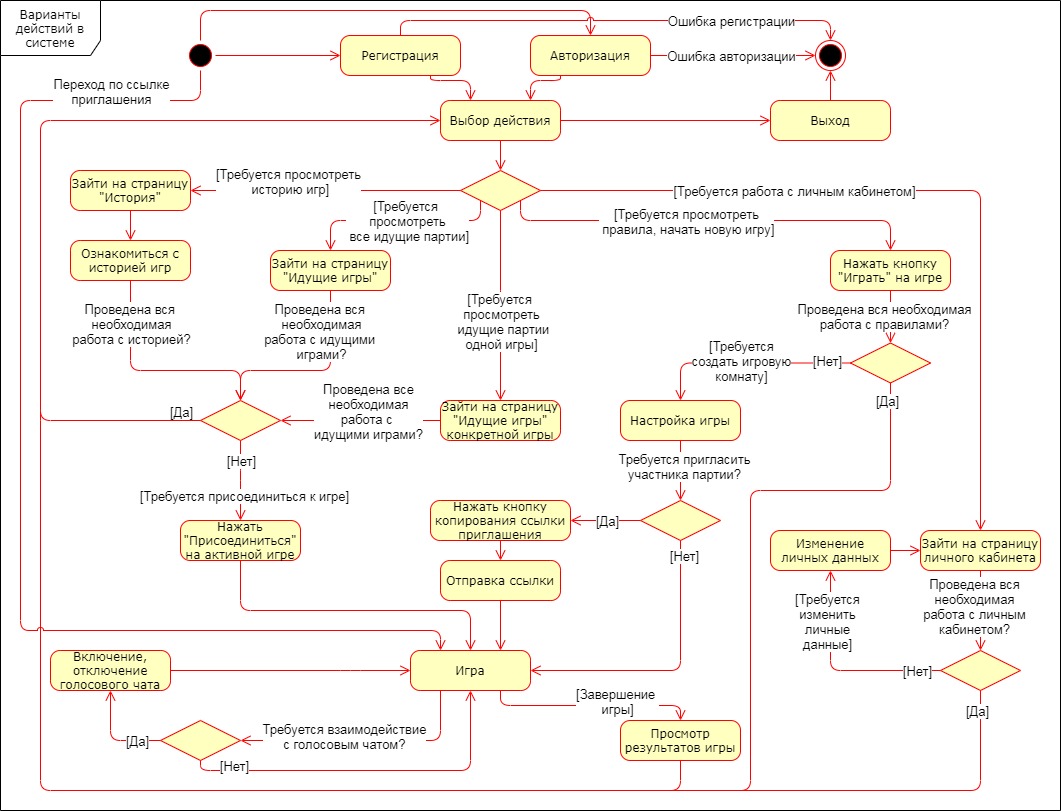 Варианты
действий в
системе
Ошибка регистрации
Регистрация
Авторизация
Ошибка авторизации
Переход по ссылке
приглашения
Выбор действия
Выход
[Требуется просмотреть
историю игр]
[Требуется работа с личным кабинетом]
Зайти на страницу
"История"
[Требуется
просмотреть
все идущие партии]
[Требуется просмотреть
правила, начать новую игру]
Ознакомиться с
историей игр
Зайти на страницу
"Идущие игры"
Нажать кнопку
"Играть" на игре
[Требуется
просмотреть
идущие партии
одной игры]
Проведена вся
необходимая
работа с историей?
Проведена вся
необходимая
работа с идущими
играми?
Проведена вся необходимая
работа с правилами?
[Требуется
создать игровую
комнату]
[Нет]
[Да]
Проведена все
необходимая
работа с
идущими играми?
[Да]
Зайти на страницу
"Идущие игры"
конкретной игры
Настройка игры
[Нет]
Требуется пригласить
участника партии?
[Требуется присоединиться к игре]
Нажать
"Присоединиться"
на активной игре
Нажать кнопку
копирования ссылки
приглашения
[Да]
[Нет]
Изменение
личных данных
Зайти на страницу
личного кабинета
Отправка ссылки
[Требуется
изменить
личные
данные]
Проведена вся
необходимая
работа с личным
кабинетом?
Включение,
отключение
голосового чата
Игра
[Нет]
[Завершение
игры]
[Да]
[Да]
Требуется взаимодействие
с голосовым чатом?
[Нет]
Просмотр
результатов игры